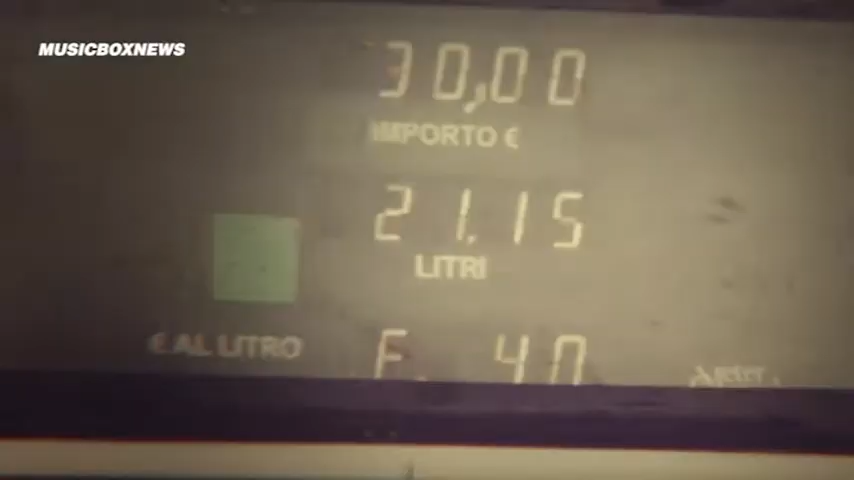 MUSICBOXNEWS
30,00
IMPORTO €
21.15
LITRI
€ AL LITRO